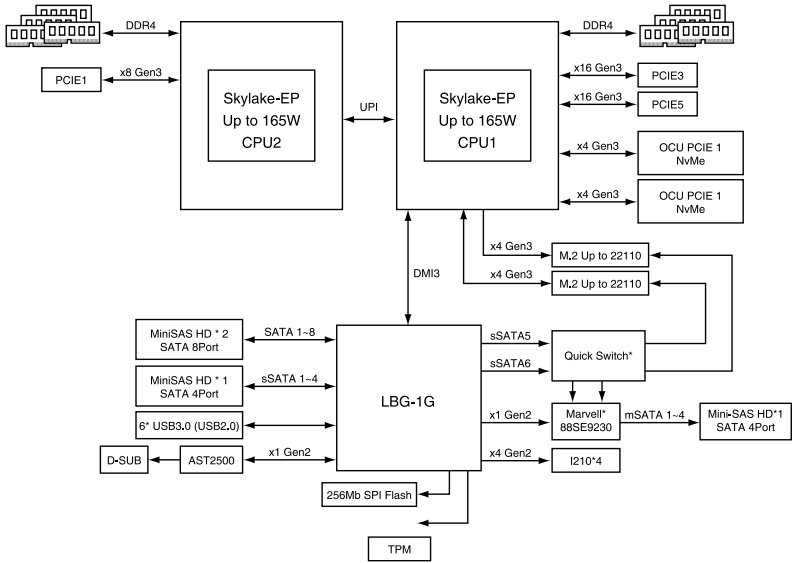 DDR4
DDR4
x8 Gen3
PCIE1
Skylake-EP
Up to 165W
CPU2
UPI
Skylake-EP
Up to 165W
CPU1
x16 Gen3
PCIE3
x16 Gen3
PCIE5
x4 Gen3
OCU PCIE 1
NvMe
x4 Gen3
OCU PCIE 1
NvMe
x4 Gen3
M.2 Up to 22110
x4 Gen3
M.2 Up to 22110
DMI3
MiniSAS HD * 2
SATA 8Port
SATA 1~8
MiniSAS HD * 1
SATA 4Port
sSATA 1~4
6* USB3.0 (USB2.0)
D-SUB
AST2500
x1 Gen2
LBG-1G
sSATA5
sSATA6
Quick Switch*
x1 Gen2
Marvell*
88SE9230
mSATA 1~4
Mini-SAS HD*1
SATA 4Port
x4 Gen2
I210*4
256Mb SPI Flash
TPM